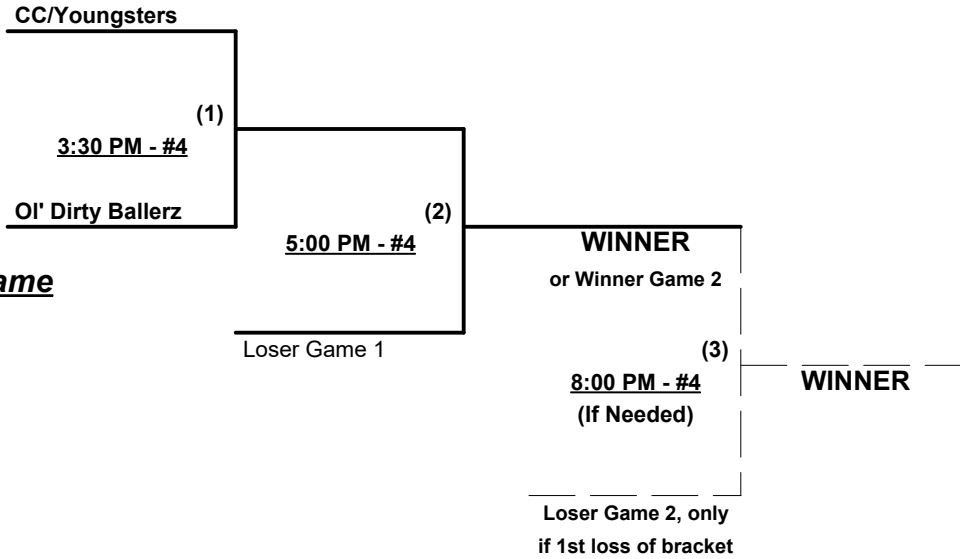 CC/Youngsters
(1)
3:30 PM - #4
Ol' Dirty Ballerz
(2)
5:00 PM - #4
WINNER
or Winner Game 2
Loser Game 1
(3)
8:00 PM - #4
(If Needed)
WINNER
Loser Game 2, only
if 1st loss of bracket